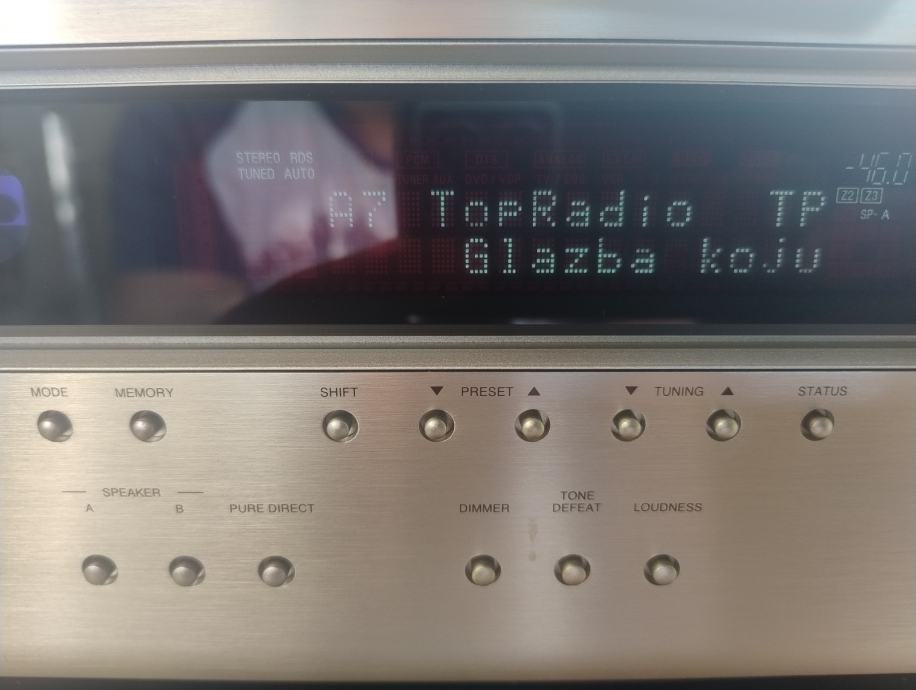 STEREO RDS
TUNED AUTO
-46.0
Z2 Z3
SP- A
A7 TopRadio TP
Glazba koju
MODE MEMORY SHIFT ▼ PRESET ▲ ▼ TUNING ▲ STATUS
SPEAKER
A B PURE DIRECT DIMMER TONE DEFEAT LOUDNESS